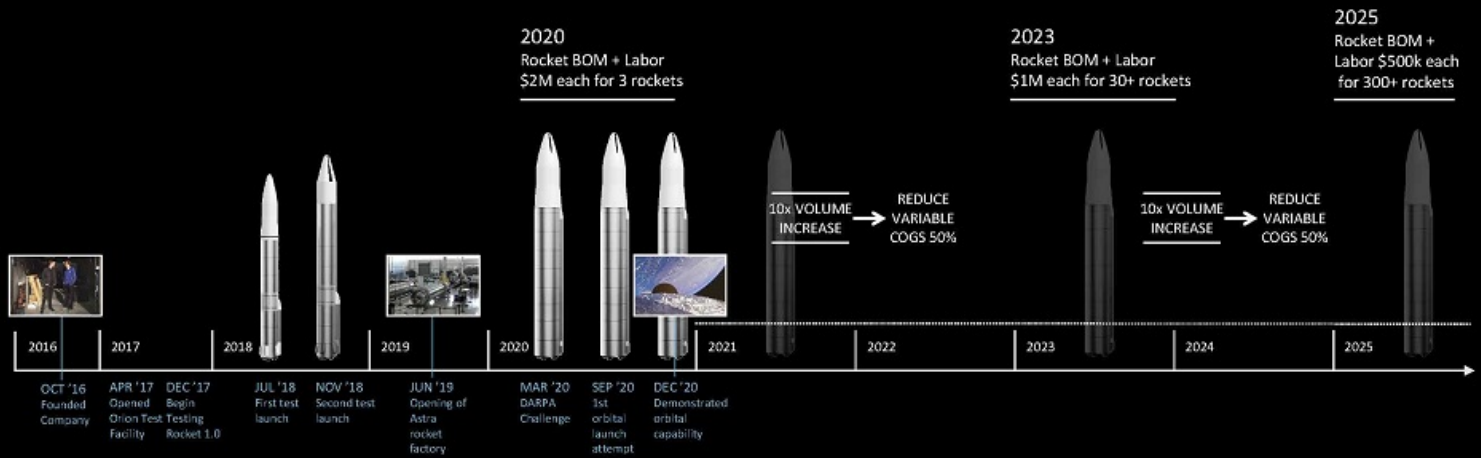 2020
Rocket BOM + Labor
$2M each for 3 rockets
2023
Rocket BOM + Labor
$1M each for 30+ rockets
2025
Rocket BOM +
Labor $500k each
for 300+ rockets
10x VOLUME
INCREASE
REDUCE
VARIABLE
COGS 50%
10x VOLUME
INCREASE
REDUCE
VARIABLE
COGS 50%
2016
2017
2018
2019
2020
2021
2022
2023
2024
2025
OCT '16
Founded
Company
APR '17
Opened
Orion Test
Facility
DEC '17
Begin
Testing
Rocket 1.0
JUL '18
First test
launch
NOV '18
Second test
launch
JUN '19
Opening of
Astra
rocket
factory
MAR '20
DARPA
Challenge
SEP '20
1st
orbital
launch
attempt
DEC '20
Demonstrated
orbital
capability